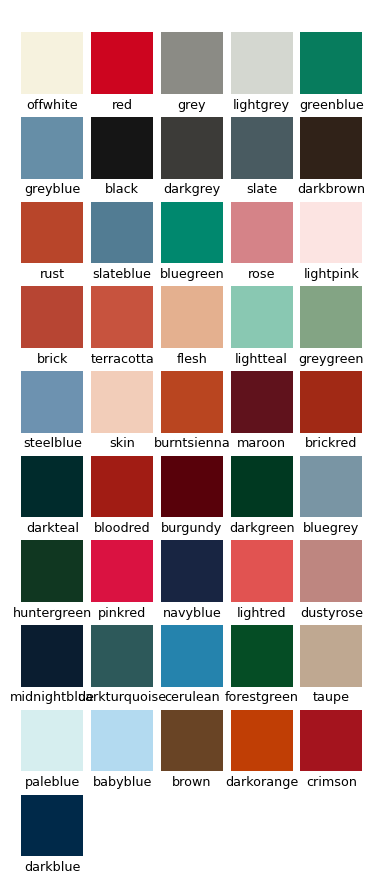 offwhite red grey lightgrey greenblue
greyblue black darkgrey slate darkbrown
rust slateblue bluegreen rose lightpink
brick terracotta flesh lightteal greygreen
steelblue skin burntsienna maroon brickred
darkteal bloodred burgundy darkgreen bluegrey
huntergreen pinkred navyblue lightred dustyrose
midnightblue darkturquoise cerulean forestgreen taupe
paleblue babyblue brown darkorange crimson
darkblue